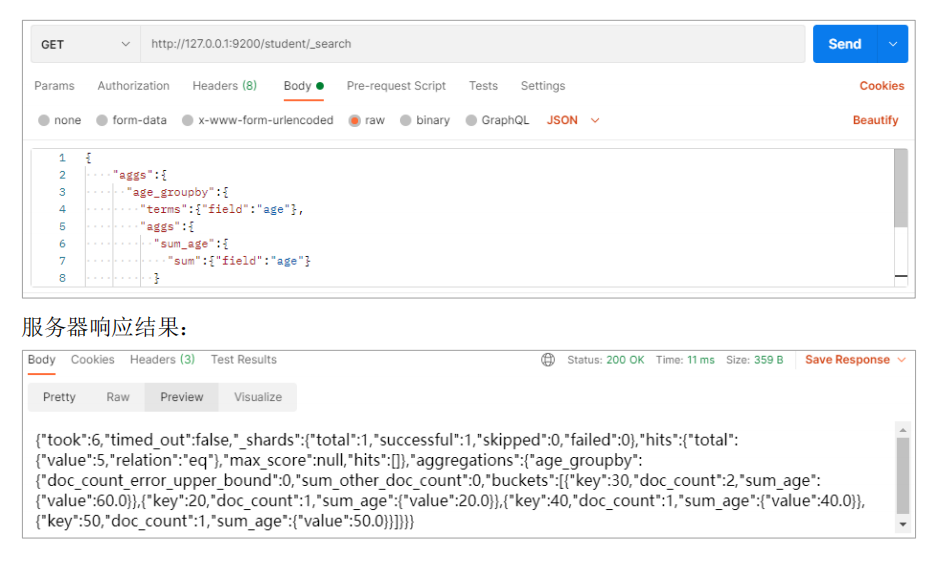 GET http://127.0.0.1:9200/student/_search Send
Params Authorization Headers (8) Body Pre-request Script Tests Settings Cookies
none form-data x-www-form-urlencoded raw binary GraphQL JSON Beautify
1 {
2 "aggs":{
3 "age_groupby":{
4 "terms":{"field":"age"},
5 "aggs":{
6 "sum_age":{
7 "sum":{"field":"age"}
8 }
服务器响应结果：
Body Cookies Headers (3) Test Results Status: 200 OK Time: 11 ms Size: 359 B Save Response
Pretty Raw Preview Visualize
{"took":6,"timed_out":false,"_shards":{"total":1,"successful":1,"skipped":0,"failed":0},"hits":{"total":
{"value":5,"relation":"eq"},"max_score":null,"hits":[]},"aggregations":{"age_groupby":
{"doc_count_error_upper_bound":0,"sum_other_doc_count":0,"buckets":[{"key":30,"doc_count":2,"sum_age":
{"value":60.0}},{"key":20,"doc_count":1,"sum_age":{"value":20.0}},{"key":40,"doc_count":1,"sum_age":{"value":40.0}},
{"key":50,"doc_count":1,"sum_age":{"value":50.0}}]}}}